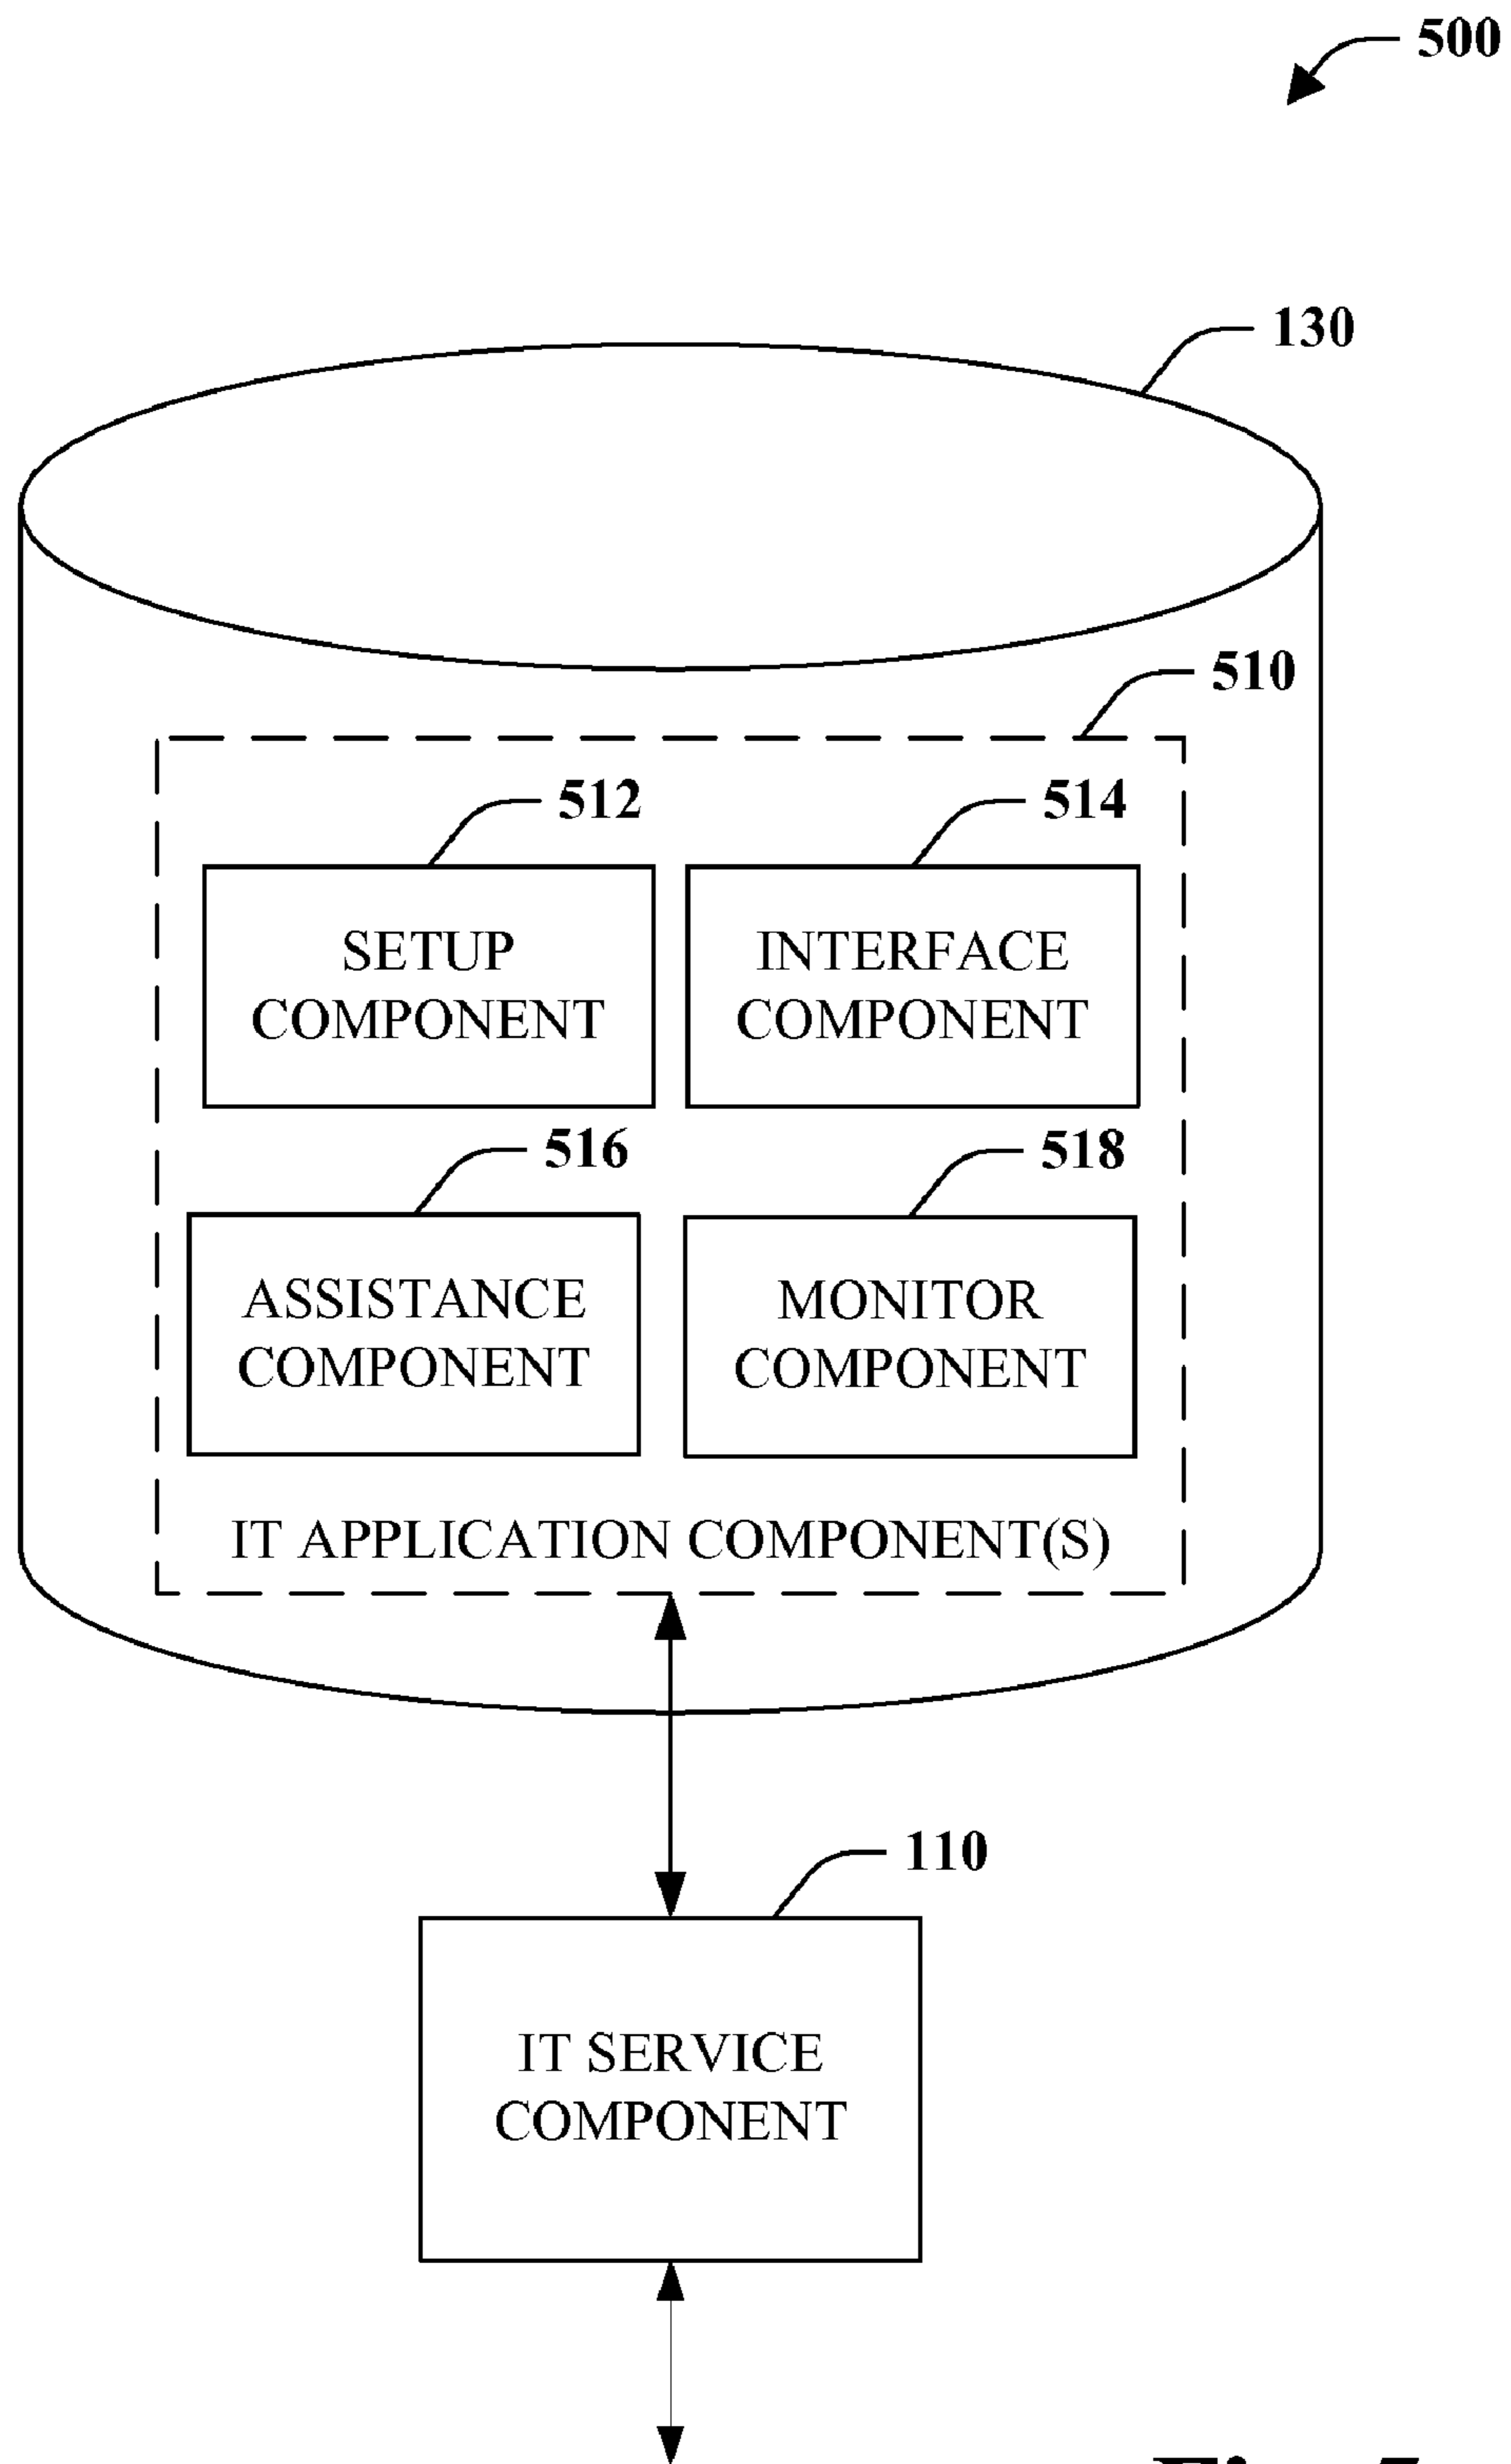 500
130
510
512
514
SETUP
COMPONENT
INTERFACE
COMPONENT
516
518
ASSISTANCE
COMPONENT
MONITOR
COMPONENT
IT APPLICATION COMPONENT(S)
110
IT SERVICE
COMPONENT